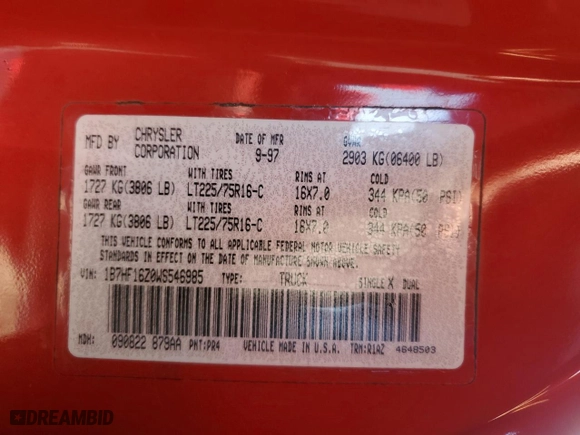 MFD BY CHRYSLER CORPORATION DATE OF MFR 9-97 GVWR 2903 KG(06400 LB)
GAWR FRONT WITH TIRES RIMS AT COLD
1727 KG(3806 LB) LT225/75R16-C 16X7.0 344 KPA(50 PSI)
GAWR REAR WITH TIRES RIMS AT COLD
1727 KG(3806 LB) LT225/75R16-C 16X7.0 344 KPA(50 PSI)
THIS VEHICLE CONFORMS TO ALL APPLICABLE FEDERAL MOTOR VEHICLE SAFETY
STANDARDS IN EFFECT ON THE DATE OF MANUFACTURE SHOWN ABOVE.
VIN: 1B7HF16Z0WS546985 TYPE: TRUCK SINGLE X DUAL
MDH: 090822 879AA PNT:PR4 VEHICLE MADE IN U.S.A. TRM:R1AZ 4648503
DREAMBID